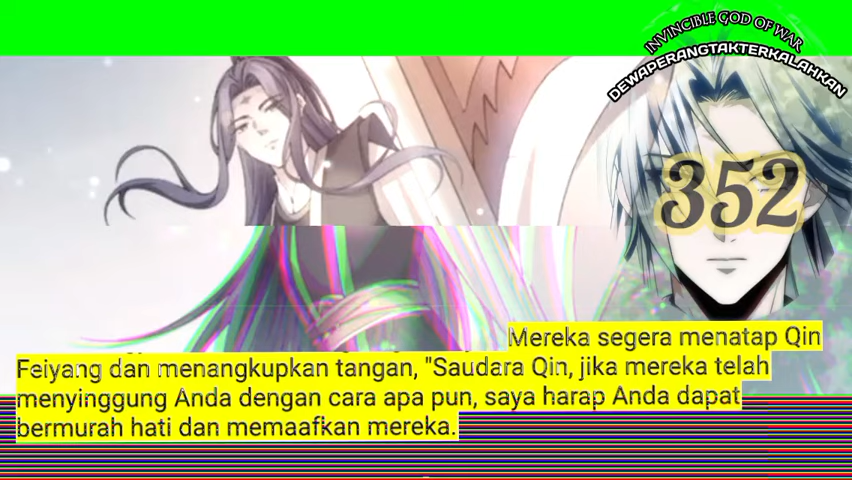 INVINCIBLE GOD OF WAR
DEWAPERANGTAKTERKALAHKAN
352
Mereka segera menatap Qin
Feiyang dan menangkupkan tangan, "Saudara Qin, jika mereka telah
menyinggung Anda dengan cara apa pun, saya harap Anda dapat
bermurah hati dan memaafkan mereka.